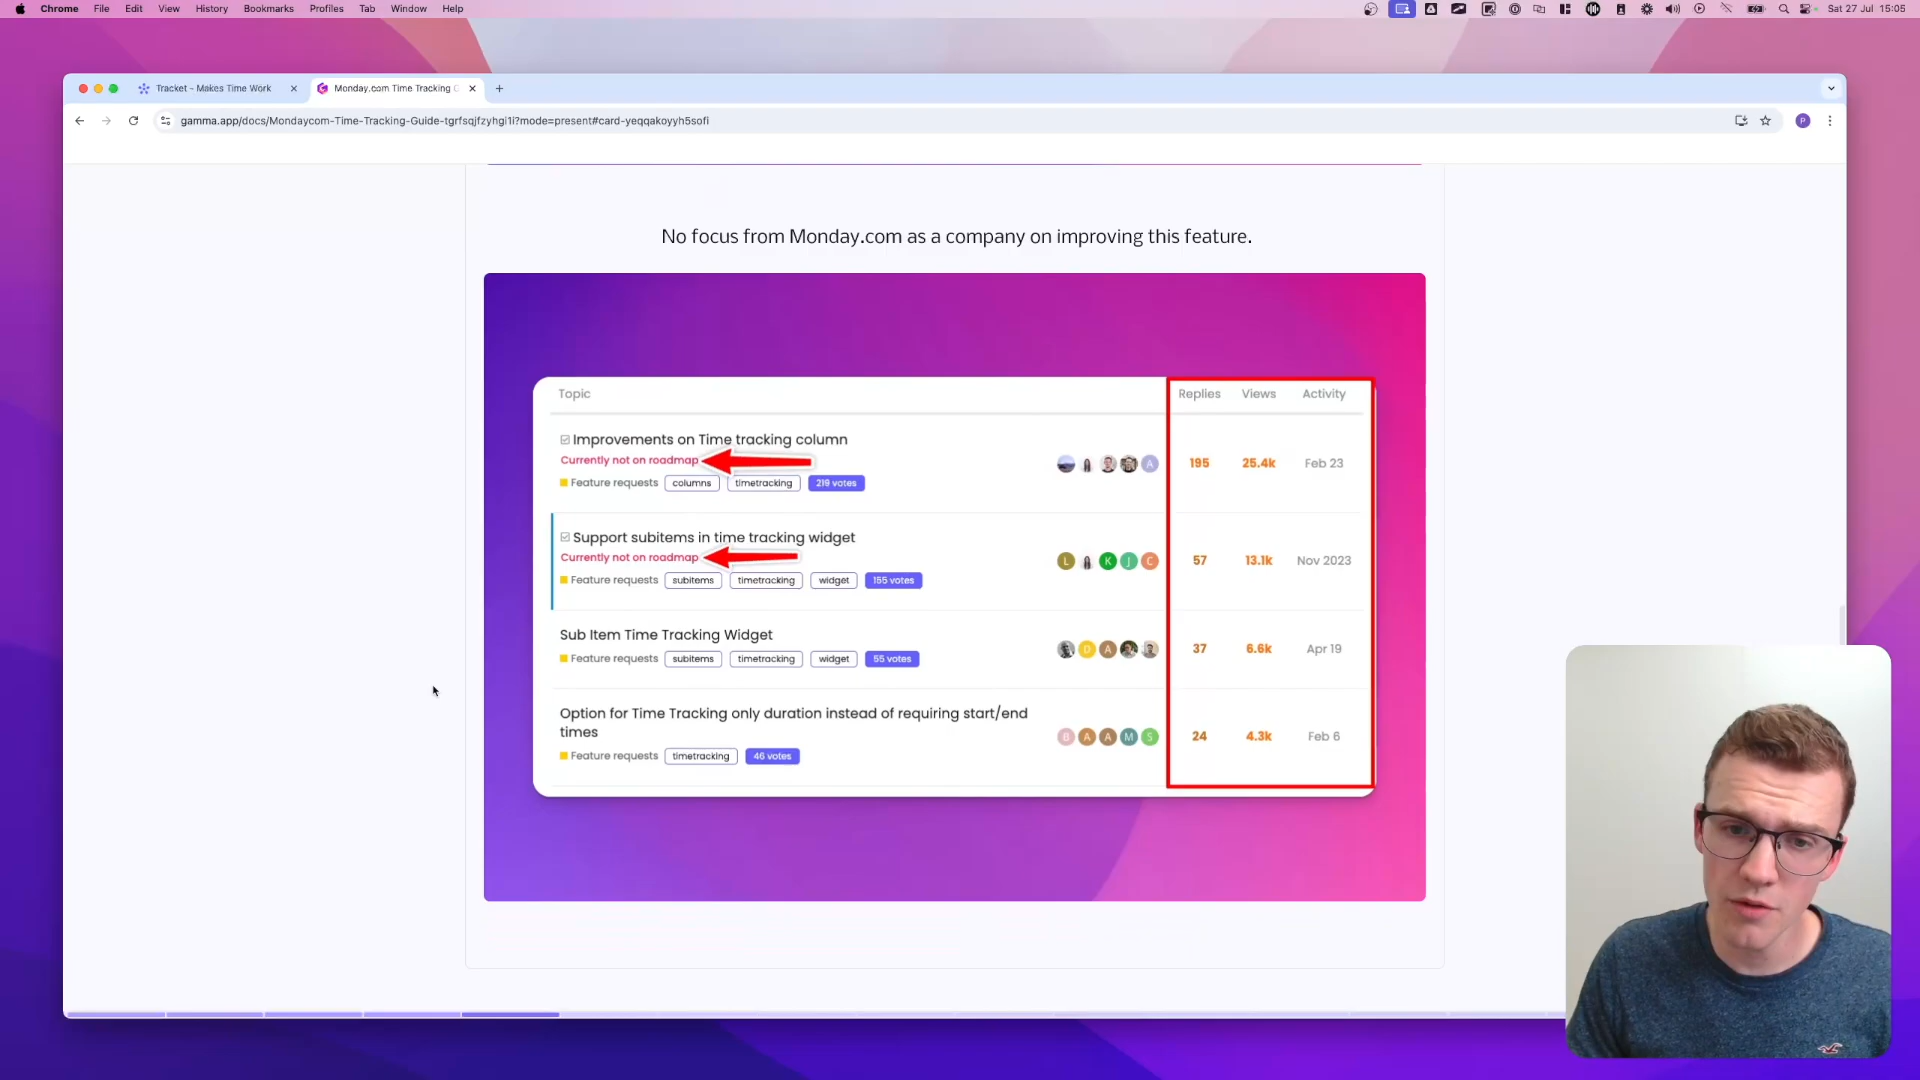 Chrome File Edit View History Bookmarks Profiles Tab Window Help Sat 27 Jul 15:05
Tracket - Makes Time Work Monday.com Time Tracking
gamma.app/docs/Mondaycom-Time-Tracking-Guide-tgrfsqjfzyhgi1i?mode=present#card-yeqqakoyyh5sofi P
No focus from Monday.com as a company on improving this feature.
Topic Replies Views Activity
Improvements on Time tracking column
Currently not on roadmap
A 195 25.4k Feb 23
Feature requests columns timetracking 219 votes
Support subitems in time tracking widget
Currently not on roadmap
L K J C 57 13.1k Nov 2023
Feature requests subitems timetracking widget 155 votes
Sub Item Time Tracking Widget
D A 37 6.6k Apr 19
Feature requests subitems timetracking widget 55 votes
Option for Time Tracking only duration instead of requiring start/end
times
B A A M S 24 4.3k Feb 6
Feature requests timetracking 46 votes